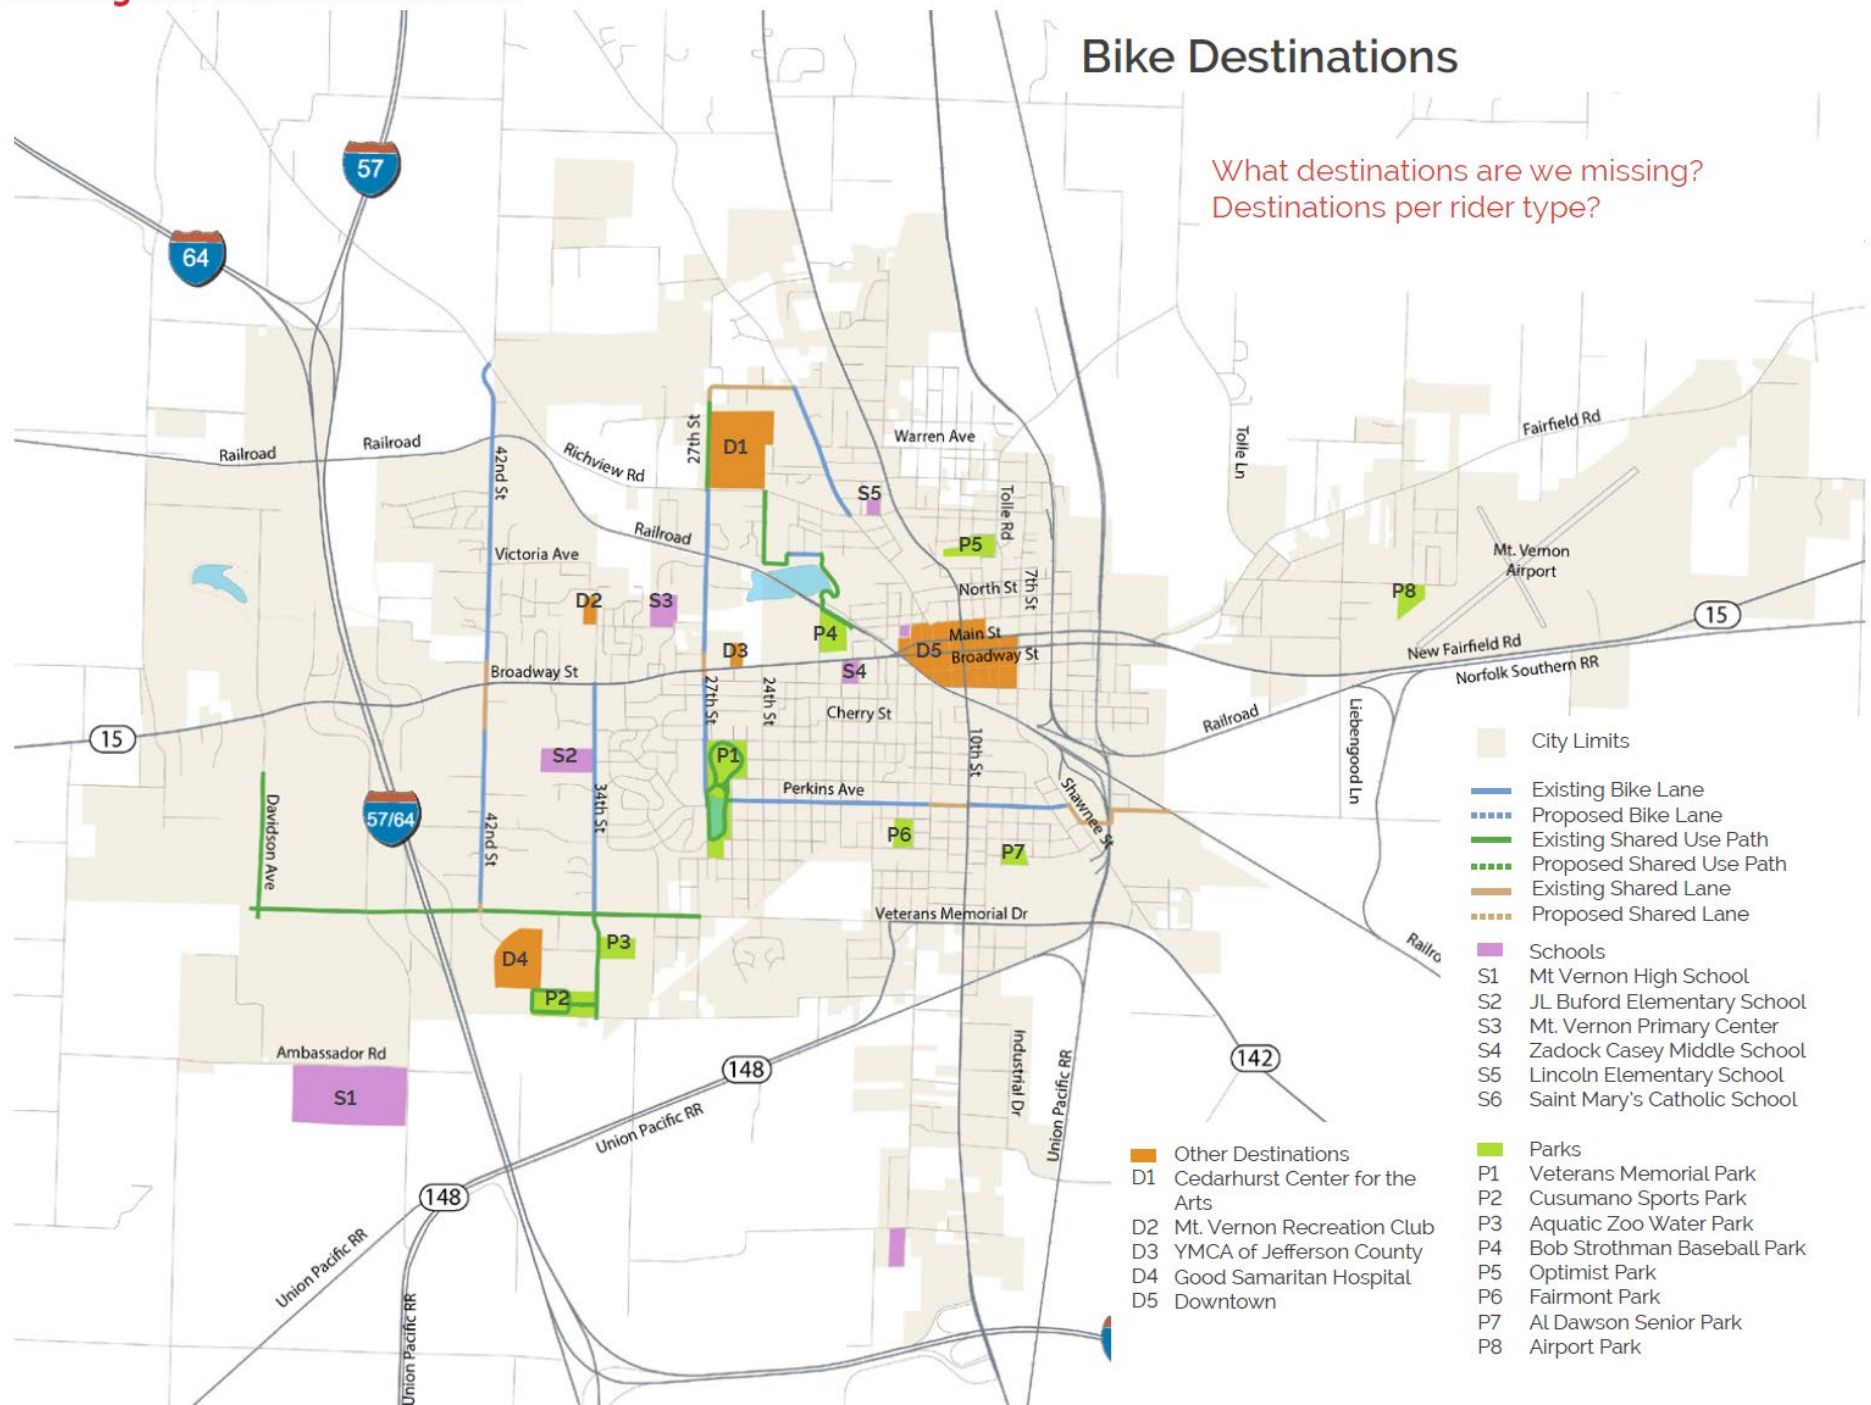 Bike Destinations
What destinations are we missing?
Destinations per rider type?
57
64
Railroad
Railroad
42nd St
Richview Rd
27th St
D1
Warren Ave
S5
Tolle Rd
Tolle Ln
Fairfield Rd
Railroad
Victoria Ave
P5
Mt. Vernon
Airport
D2
S3
North St
7th St
P8
15
P4
Main St
D3
D5
Broadway St
New Fairfield Rd
Norfolk Southern RR
Broadway St
S4
27th St
24th St
Cherry St
Railroad
Liebengood Ln
15
S2
P1
10th St
34th St
Perkins Ave
Shawnee St
57/64
Davidson Ave
42nd St
P6
P7
Veterans Memorial Dr
D4
P3
P2
Railro
Ambassador Rd
S1
148
142
Industrial Dr
Union Pacific RR
Union Pacific RR
148
Union Pacific RR
Union Pacific RR
City Limits
Existing Bike Lane
Proposed Bike Lane
Existing Shared Use Path
Proposed Shared Use Path
Existing Shared Lane
Proposed Shared Lane
Schools
S1 Mt Vernon High School
S2 JL Buford Elementary School
S3 Mt. Vernon Primary Center
S4 Zadock Casey Middle School
S5 Lincoln Elementary School
S6 Saint Mary's Catholic School
Other Destinations
D1 Cedarhurst Center for the
Arts
D2 Mt. Vernon Recreation Club
D3 YMCA of Jefferson County
D4 Good Samaritan Hospital
D5 Downtown
Parks
P1 Veterans Memorial Park
P2 Cusumano Sports Park
P3 Aquatic Zoo Water Park
P4 Bob Strothman Baseball Park
P5 Optimist Park
P6 Fairmont Park
P7 Al Dawson Senior Park
P8 Airport Park